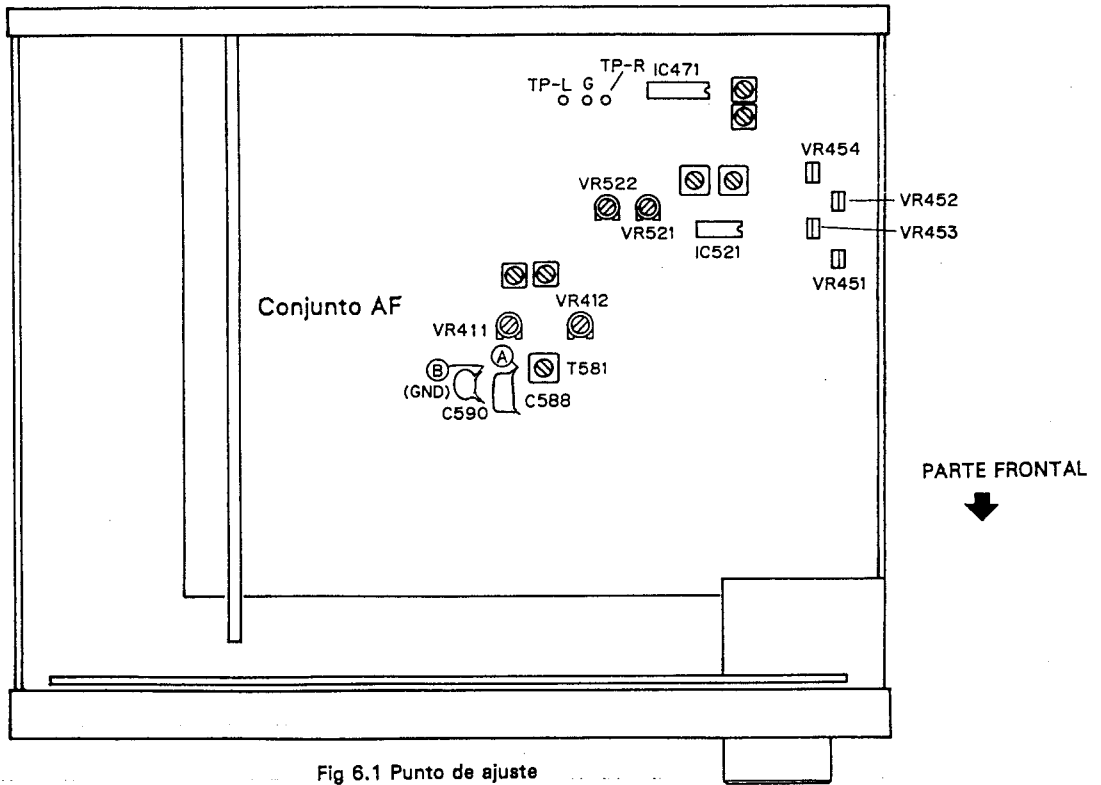 TP-R
IC471
TP-L
G
VR454
VR522
VR452
VR521
VR453
IC521
VR451
Conjunto AF
VR412
VR411
A
B
T581
(GND)
C588
C590
PARTE FRONTAL
Fig 6.1 Punto de ajuste